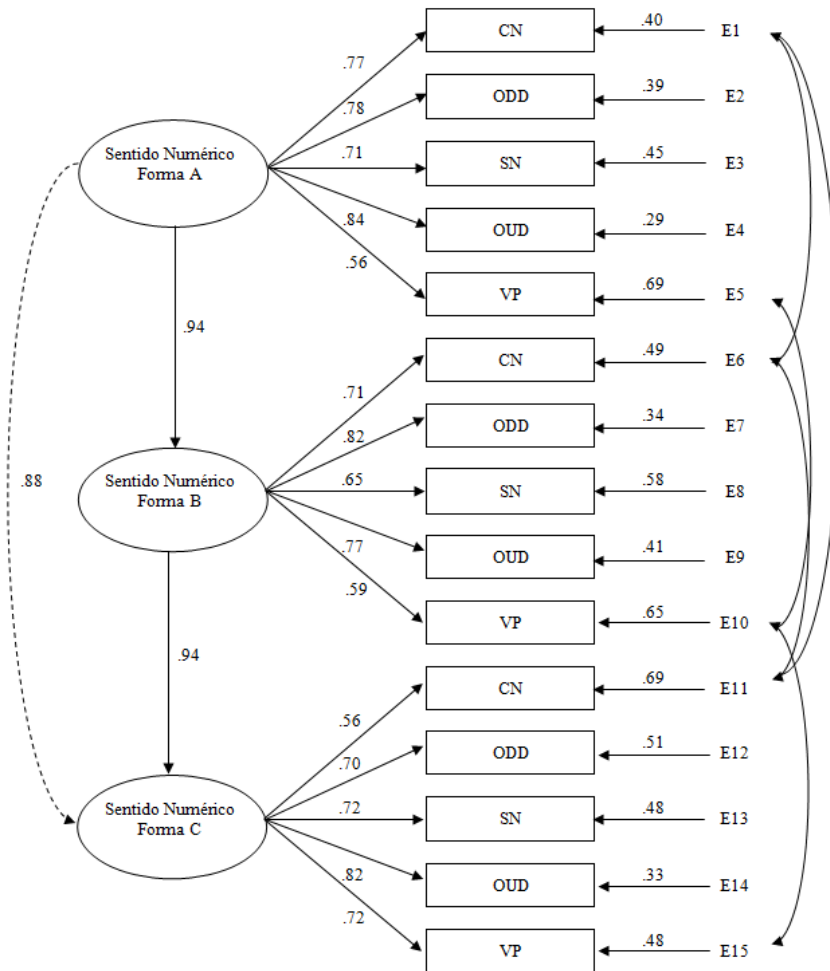 CN
.40
E1
.77
ODD
.39
E2
.78
Sentido Numérico
Forma A
.71
SN
.45
E3
.84
OUD
.29
E4
.56
VP
.69
E5
.94
CN
.49
E6
.71
ODD
.34
E7
.82
.88
Sentido Numérico
Forma B
.65
SN
.58
E8
.77
OUD
.41
E9
.59
VP
.65
E10
.94
CN
.69
E11
.56
ODD
.51
E12
.70
Sentido Numérico
Forma C
.72
SN
.48
E13
.82
OUD
.33
E14
.72
VP
.48
E15